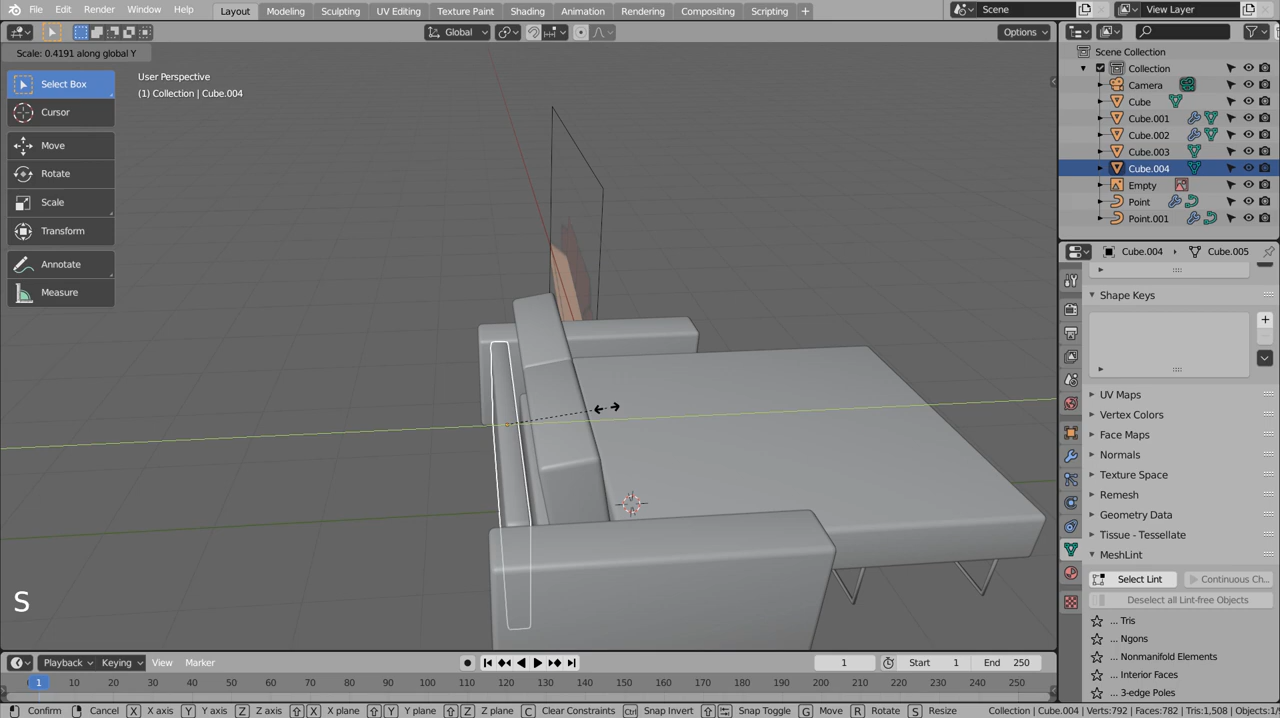 File Edit Render Window Help Layout Modeling Sculpting UV Editing Texture Paint Shading Animation Rendering Compositing Scripting + Scene View Layer
Global Options
Scale: 0.4191 along global Y
Select Box
Cursor
Move
Rotate
Scale
Transform
Annotate
Measure
User Perspective
(1) Collection | Cube.004
S
Scene Collection
Collection
Camera
Cube
Cube.001
Cube.002
Cube.003
Cube.004
Empty
Point
Point.001
Cube.004 Cube.005
Shape Keys
UV Maps
Vertex Colors
Face Maps
Normals
Texture Space
Remesh
Geometry Data
Tissue - Tessellate
MeshLint
Select Lint Continuous Ch...
Deselect all Lint-free Objects
... Tris
... Ngons
... Nonmanifold Elements
... Interior Faces
... 3-edge Poles
Playback Keying View Marker 1 Start 1 End 250
1 10 20 30 40 50 60 70 80 90 100 110 120 130 140 150 160 170 180 190 200 210 220 230 240 250
Confirm Cancel X X axis Y Y axis Z Z axis X X plane Y Y plane Z Z plane C Clear Constraints Ctrl Snap Invert Snap Toggle G Move R Rotate S Resize Collection | Cube.004 | Verts:792 | Faces:782 | Tris:1,508 | Objects:1/